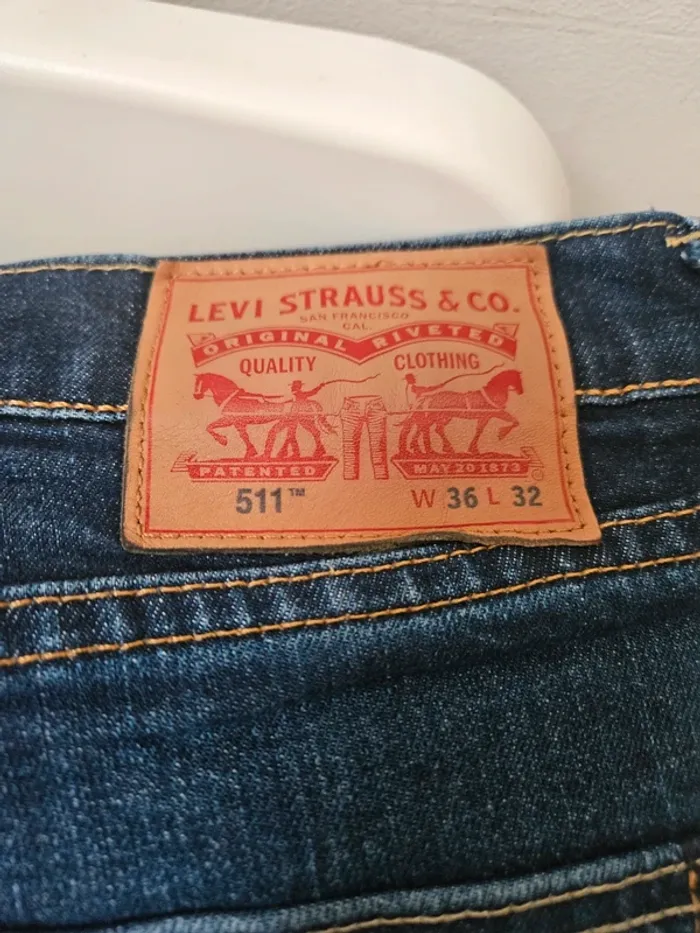 LEVI STRAUSS & CO.
SAN FRANCISCO
CAL.
ORIGINAL RIVETED
QUALITY CLOTHING
PATENTED MAY 20 1873
511™ W 36 L 32